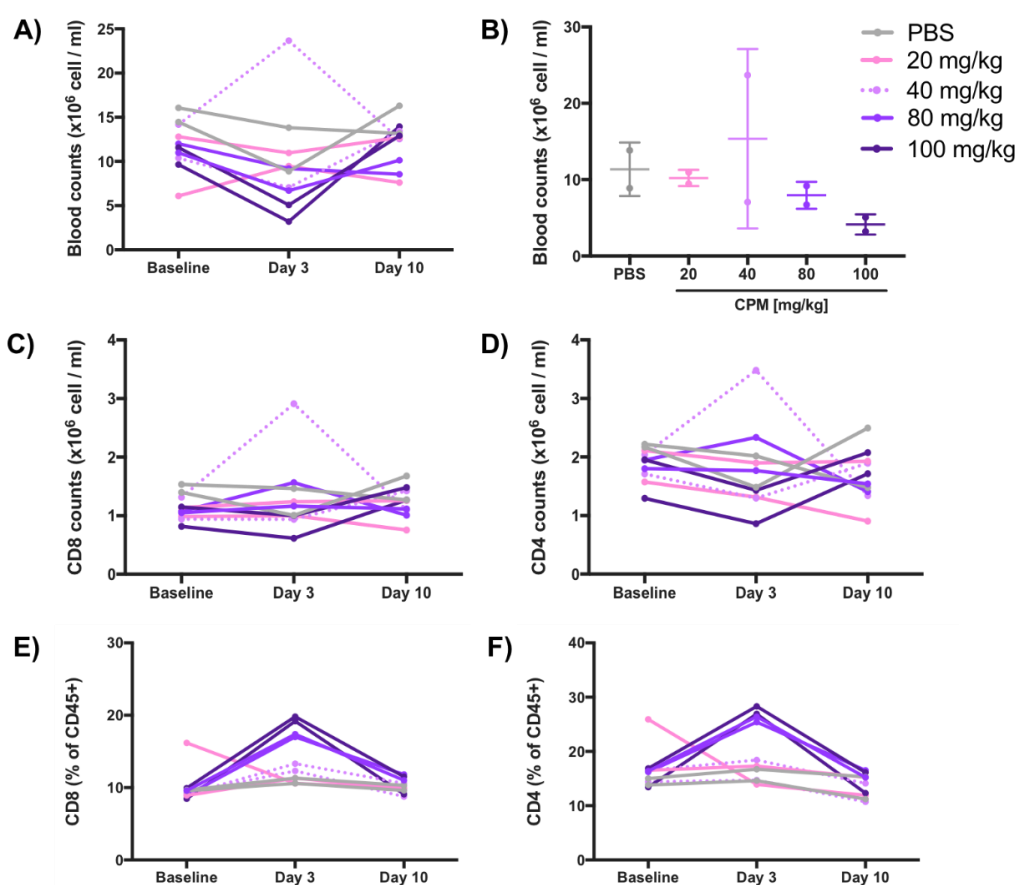 A)
Blood counts (x10⁶ cell / ml)
25
20
15
10
5
0
Baseline Day 3 Day 10
B)
Blood counts (x10⁶ cell / ml)
30
20
10
0
PBS 20 40 80 100
CPM [mg/kg]
PBS
20 mg/kg
40 mg/kg
80 mg/kg
100 mg/kg
C)
CD8 counts (x10⁶ cell / ml)
4
3
2
1
0
Baseline Day 3 Day 10
D)
CD4 counts (x10⁶ cell / ml)
4
3
2
1
0
Baseline Day 3 Day 10
E)
CD8 (% of CD45+)
30
20
10
0
Baseline Day 3 Day 10
F)
CD4 (% of CD45+)
40
30
20
10
0
Baseline Day 3 Day 10